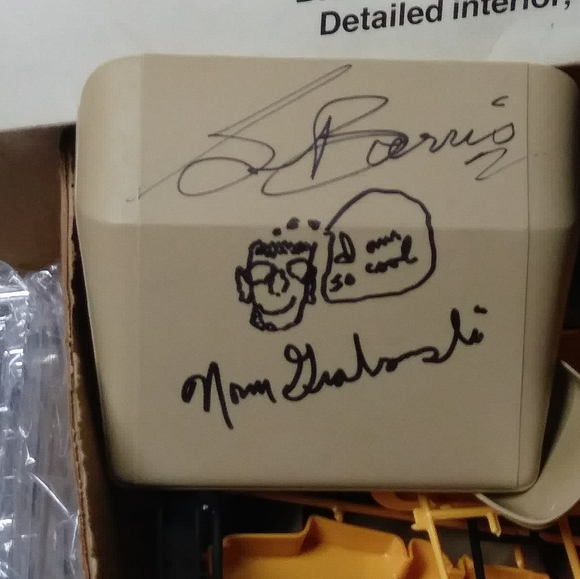 Detailed interior,
G Barris
I am
so cool
Norm Grabowski